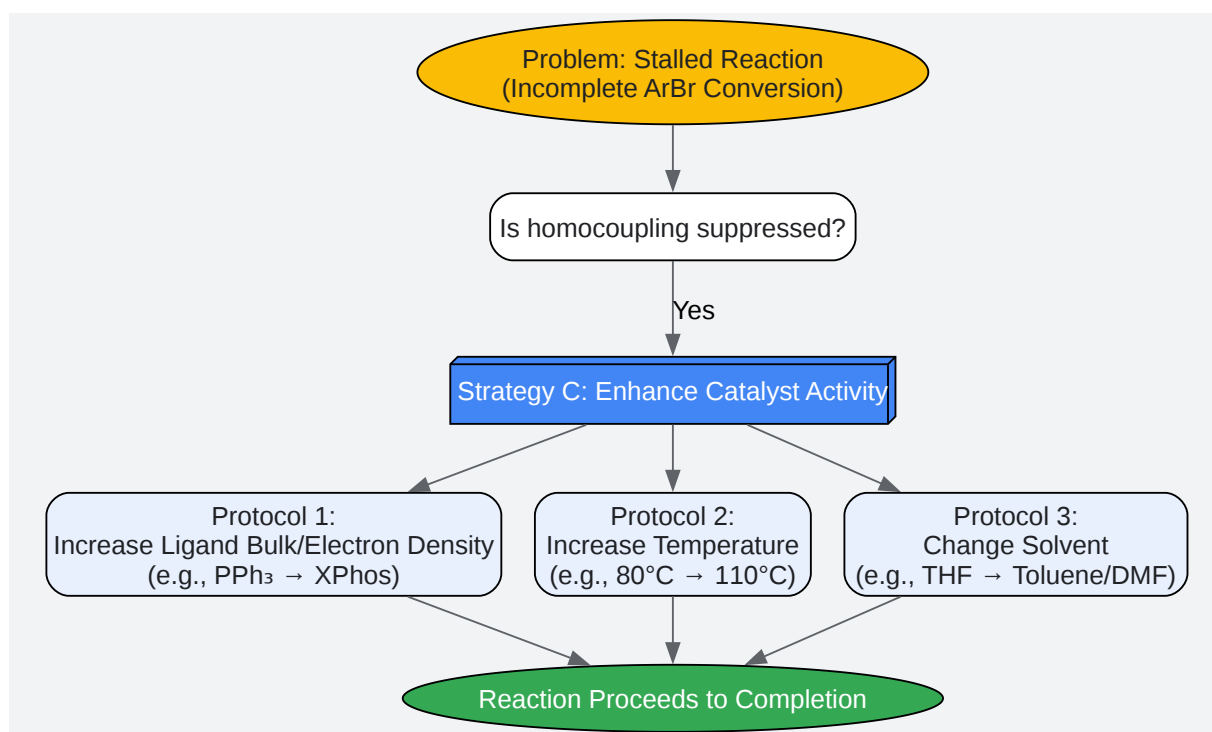 Problem: Stalled Reaction
(Incomplete ArBr Conversion)
Is homocoupling suppressed?
Yes
Strategy C: Enhance Catalyst Activity
Protocol 1:
Increase Ligand Bulk/Electron Density
(e.g., PPh₃ → XPhos)
Protocol 2:
Increase Temperature
(e.g., 80°C → 110°C)
Protocol 3:
Change Solvent
(e.g., THF → Toluene/DMF)
Reaction Proceeds to Completion